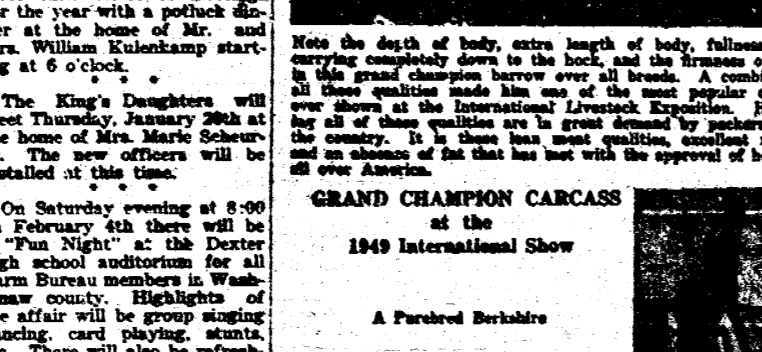 r the year with a potluck din-
er at the home of Mr. and
rs. William Kulenkamp start-
g at 6 o'clock.
* * *
The King's Daughters will
eet Thursday, January 26th at
e home of Mrs. Marie Scheur-
. The new officers will be
stalled at this time.
* * *
On Saturday evening at 8:00
February 4th there will be
"Fun Night" at the Dexter
gh school auditorium for all
arm Bureau members in Wash-
naw county. Highlights of
e affair will be group singing
ncing, card playing, stunts,
There will also be refresh-
Note the depth of body, extra length of body, fullness
carrying completely down to the hock, and the firmness o
in this grand champion barrow over all breeds. A combi
all these qualities made him one of the most popular
ever shown at the International Livestock Exposition. H
ing all of these qualities are in great demand by packers
the country. It is these lean meat qualities, excellent
and an absence of fat that has met with the approval of h
all over America.
GRAND CHAMPION CARCASS
at the
1949 International Show
A Purebred Berkshire